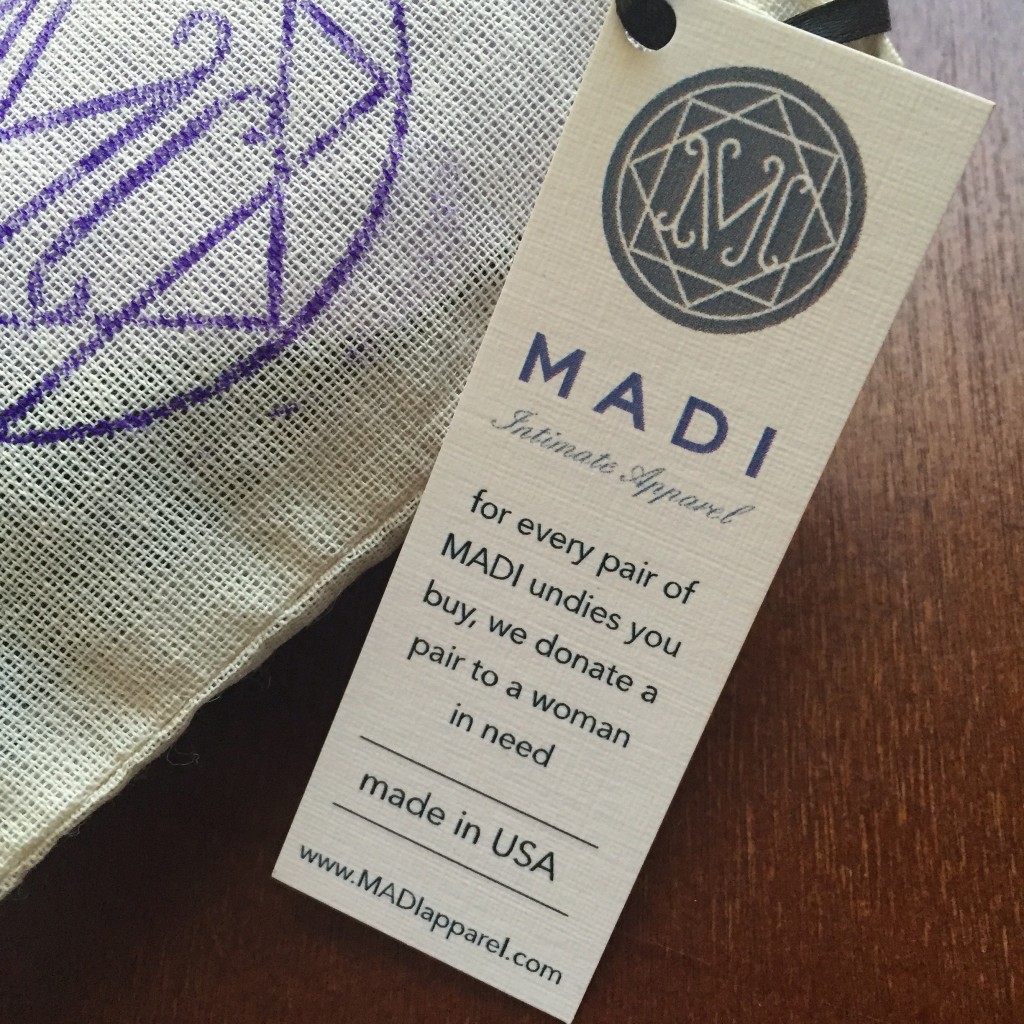 M
MADI
Intimate Apparel
for every pair of
MADI undies you
buy, we donate a
pair to a woman
in need
made in USA
www.MADIapparel.com